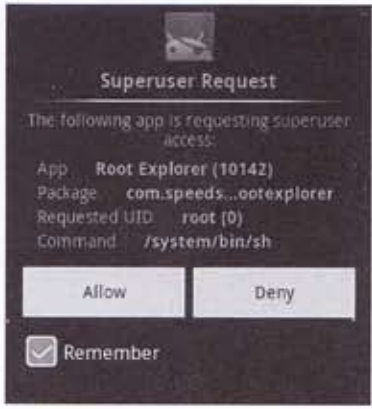 Superuser Request
The following app is requesting superuser
access:
App Root Explorer (10142)
Package com.speeds...ootexplorer
Requested UID root (0)
Command /system/bin/sh
Allow Deny
Remember